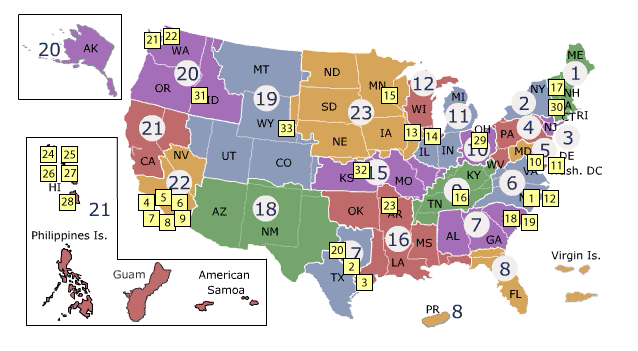 20 AK
21 22
WA
20
OR
31 ID
MT
19
WY 33
ND
SD
23
NE
MN
15
IA
12
WI
13 14
IL IN
MI
11
OH
29
10
ME
1
NY 17
NH
2
30
CT RI
PA 4 NJ 3
MD 5 DE
10 11 sh. DC
WV VA
6
1 12
KY
9
16
TN
21
CA
NV
22
4 5 6
7 8 9
UT CO
KS 32 15 MO
AZ 18
NM
OK 23
AR
16
MS
LA
AL 7
GA
18 19
20
7
2
TX 3
8
FL
PR 8
Virgin Is.
24 25
26 27
HI
28 21
Philippines Is.
Guam
American
Samoa